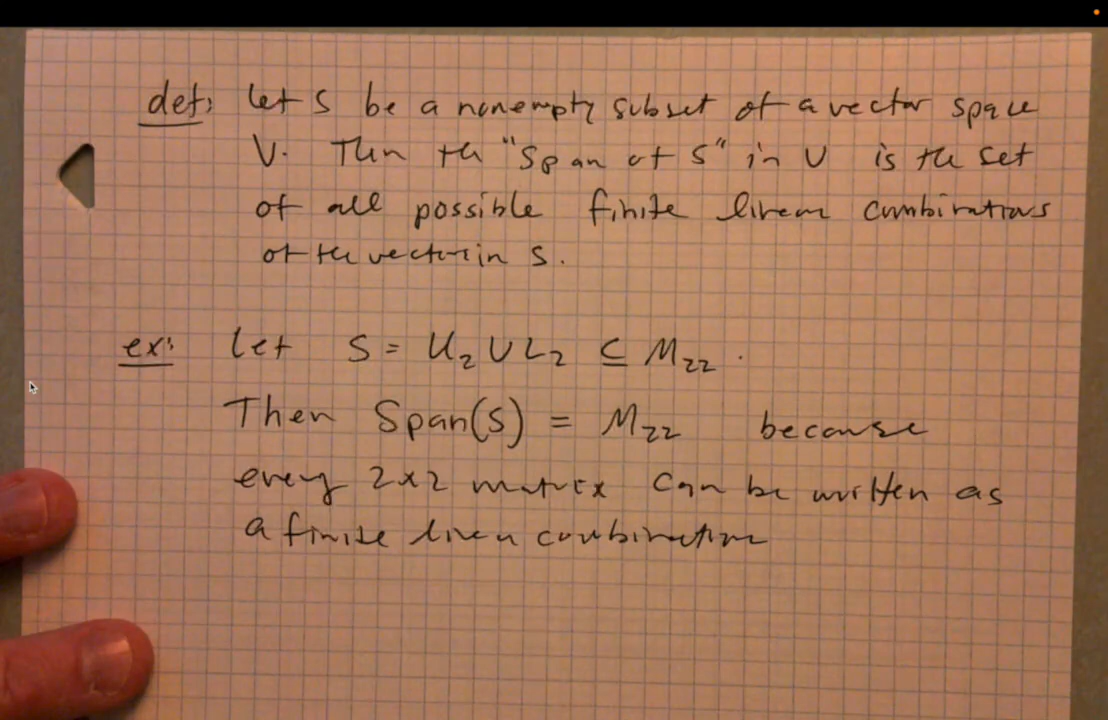 def: Let S be a nonempty subset of a vector space
V. Then the "Span of S" in V is the set
of all possible finite linear combinations
of the vectors in S.
ex: Let S = U₂ ∪ L₂ ⊆ M₂₂.
Then Span(S) = M₂₂ because
every 2x2 matrix can be written as
a finite linear combination